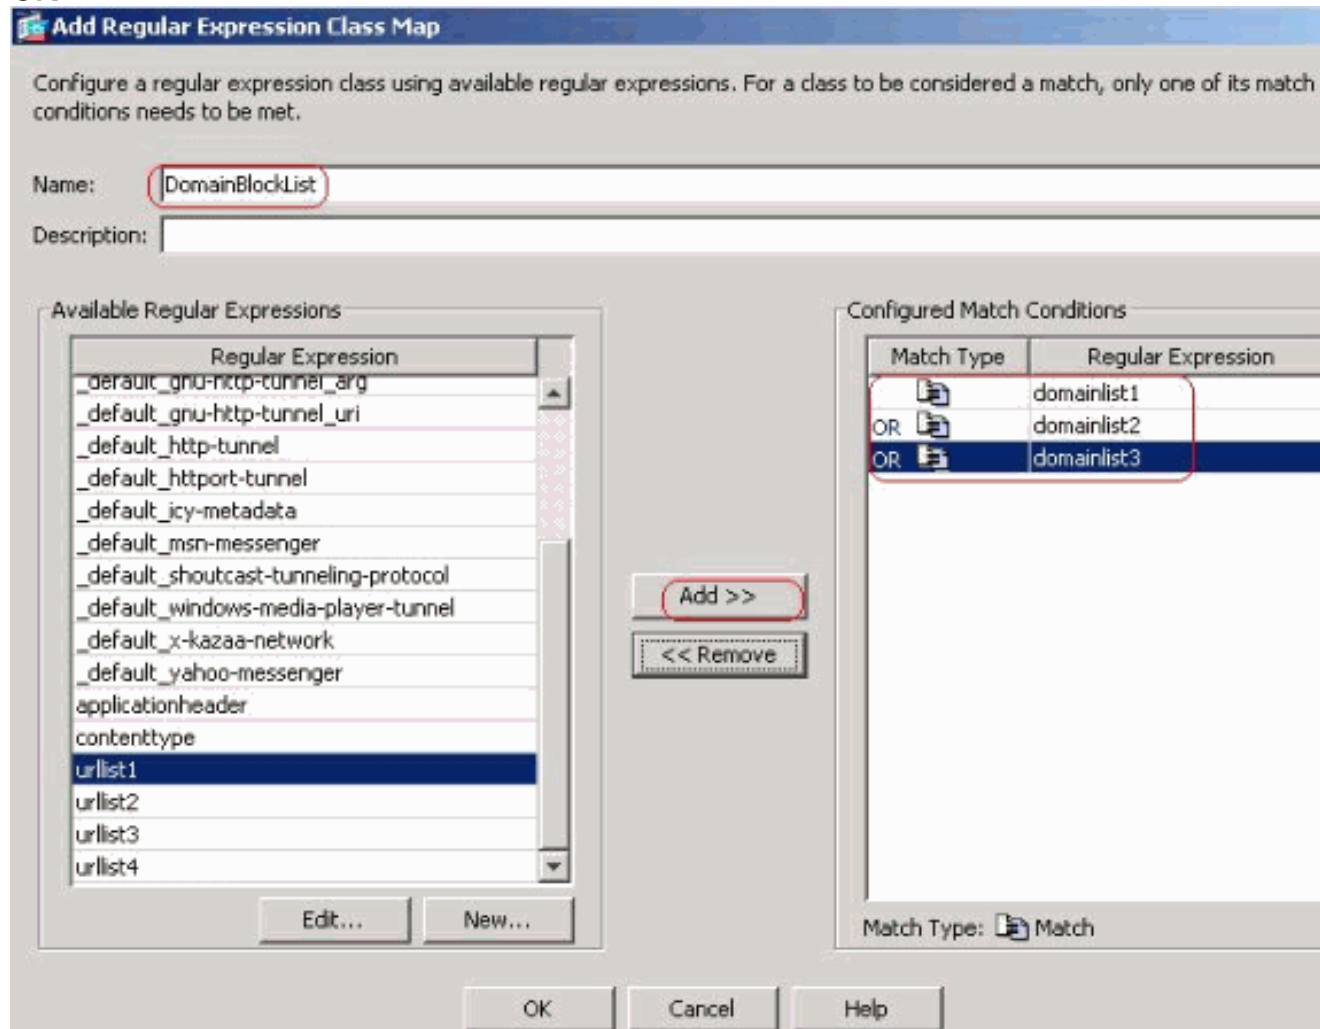 Add Regular Expression Class Map
Configure a regular expression class using available regular expressions. For a class to be considered a match, only one of its match
conditions needs to be met.
Name: DomainBlockList
Description:
Available Regular Expressions
Regular Expression
_default_gnu-http-tunnel_arg
_default_gnu-http-tunnel_uri
_default_http-tunnel
_default_httport-tunnel
_default_icy-metadata
_default_msn-messenger
_default_shoutcast-tunneling-protocol
_default_windows-media-player-tunnel
_default_x-kazaa-network
_default_yahoo-messenger
applicationheader
contenttype
urllist1
urllist2
urllist3
urllist4
Edit... New...
Add >>
<< Remove
Configured Match Conditions
Match Type Regular Expression
domainlist1
OR domainlist2
OR domainlist3
Match Type: Match
OK Cancel Help